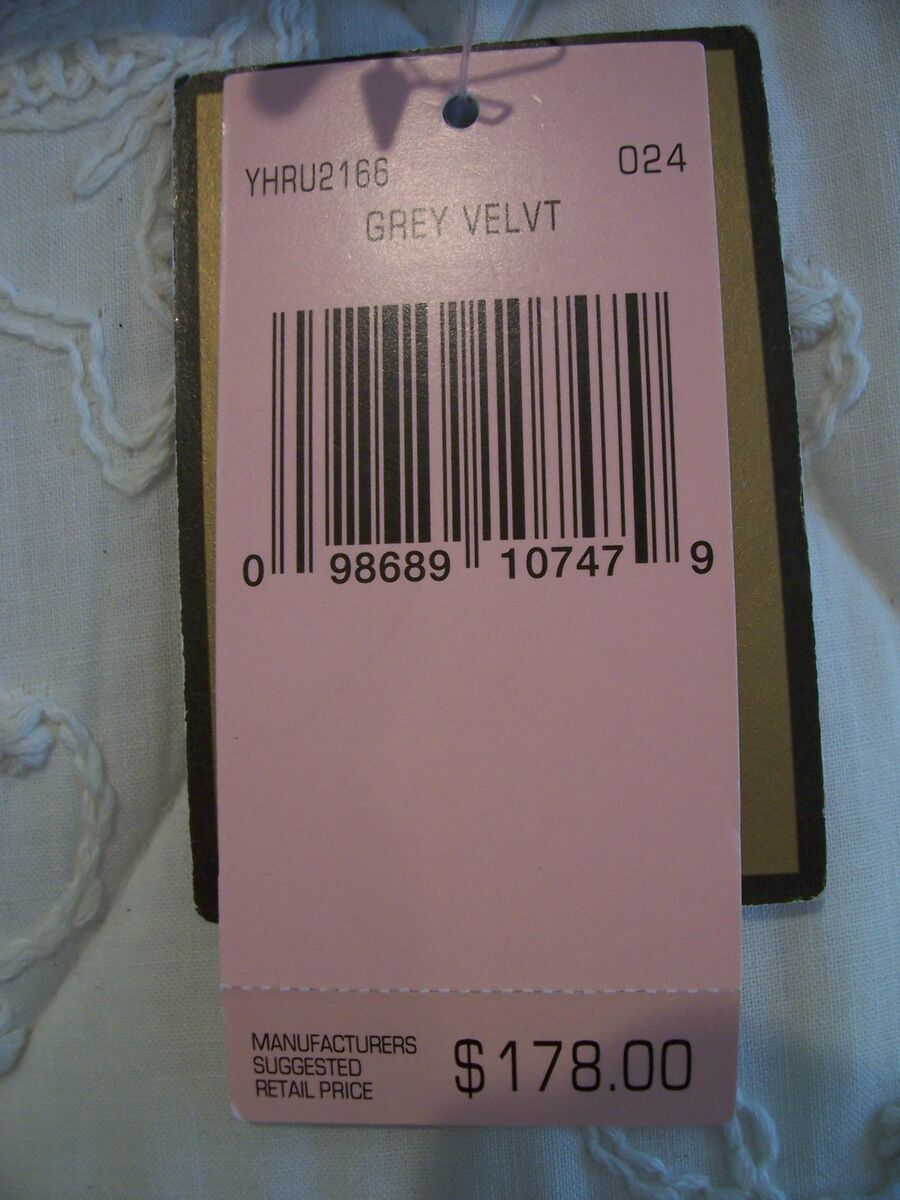 YHRU2166 024
GREY VELVT
0 98689 10747 9
MANUFACTURERS
SUGGESTED
RETAIL PRICE
$178.00